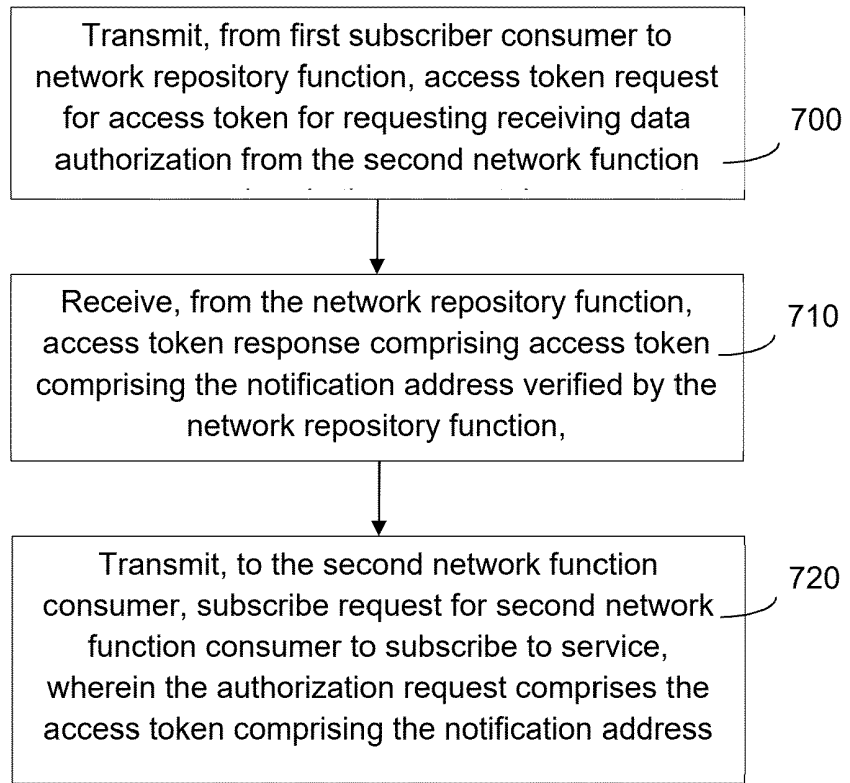 Transmit, from first subscriber consumer to
network repository function, access token request
for access token for requesting receiving data
authorization from the second network function
700
Receive, from the network repository function,
access token response comprising access token
comprising the notification address verified by the
network repository function,
710
Transmit, to the second network function
consumer, subscribe request for second network
function consumer to subscribe to service,
wherein the authorization request comprises the
access token comprising the notification address
720